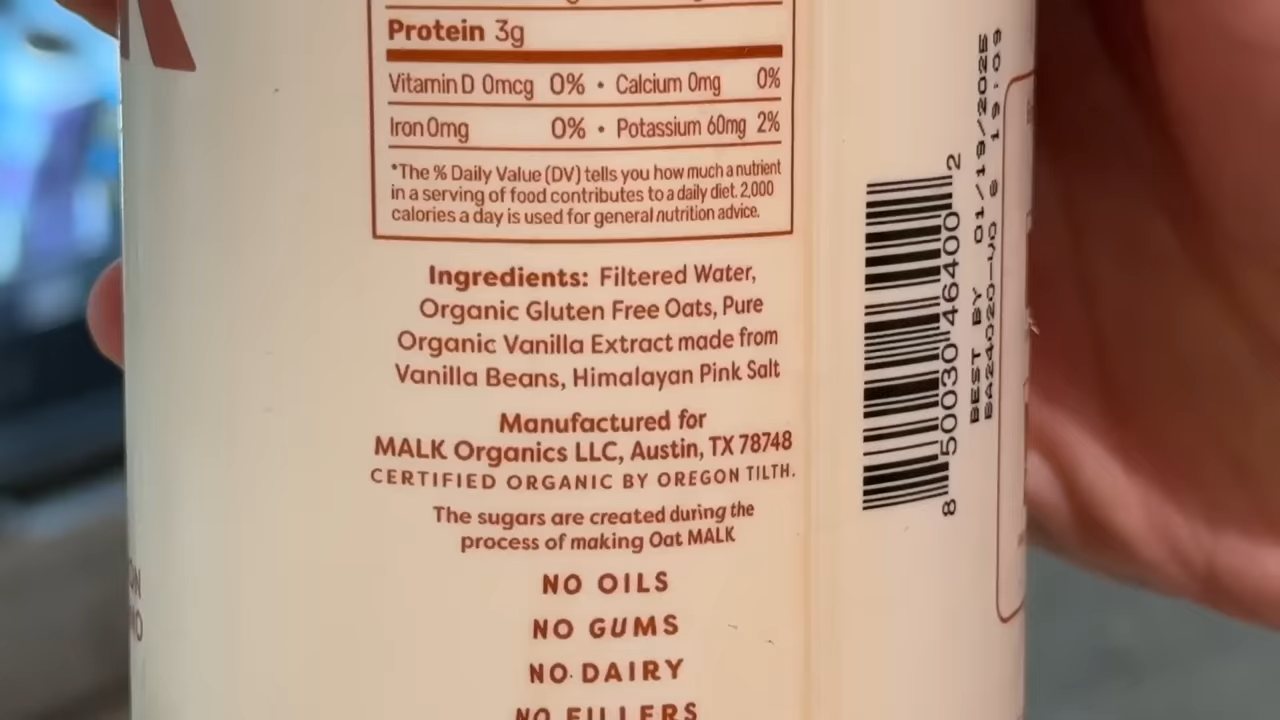 Protein 3g
Vitamin D 0mcg 0% • Calcium 0mg 0%
Iron 0mg 0% • Potassium 60mg 2%
*The % Daily Value (DV) tells you how much a nutrient
in a serving of food contributes to a daily diet. 2,000
calories a day is used for general nutrition advice.
Ingredients: Filtered Water,
Organic Gluten Free Oats, Pure
Organic Vanilla Extract made from
Vanilla Beans, Himalayan Pink Salt
Manufactured for
MALK Organics LLC, Austin, TX 78748
CERTIFIED ORGANIC BY OREGON TILTH.
The sugars are created during the
process of making Oat MALK
NO OILS
NO GUMS
NO DAIRY
NO FILLERS
8 50030 46400 2
BEST BY 01/19/2025
6 19:09